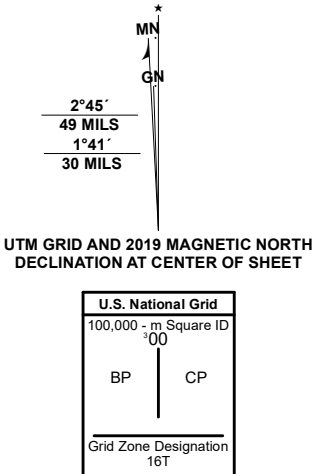 MN
GN
2°45´
49 MILS
1°41´
30 MILS
UTM GRID AND 2019 MAGNETIC NORTH
DECLINATION AT CENTER OF SHEET
U.S. National Grid
100,000 - m Square ID
³00
BP CP
Grid Zone Designation
16T